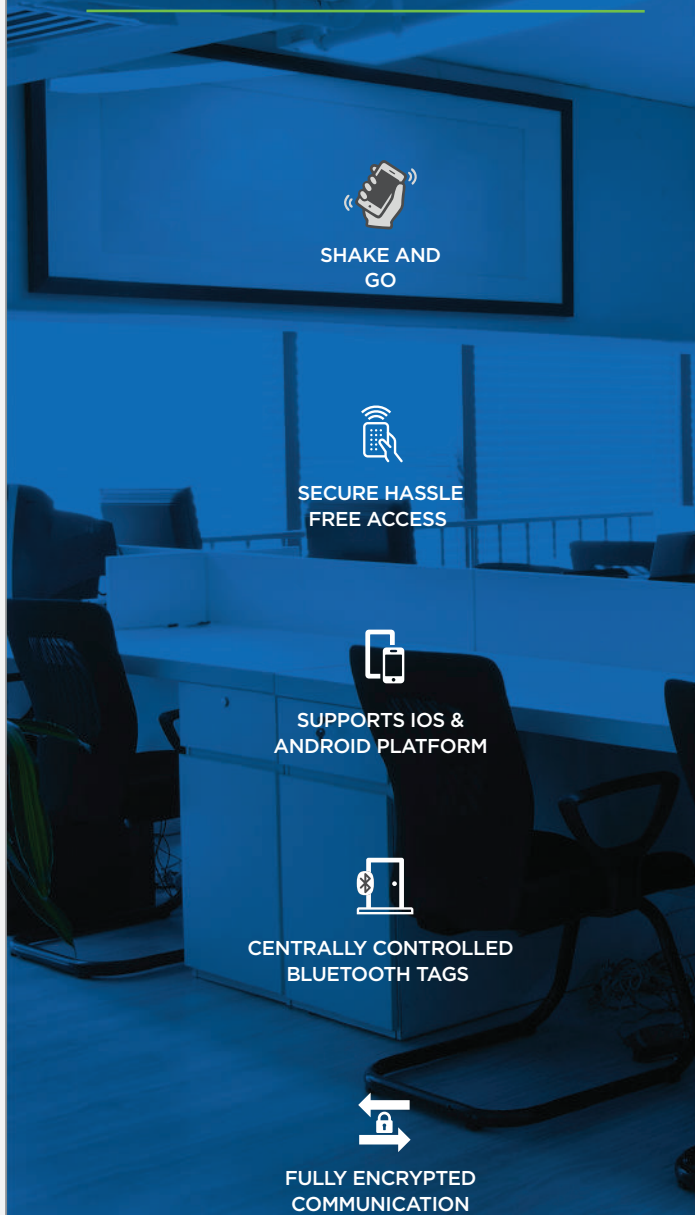 SHAKE AND
GO
SECURE HASSLE
FREE ACCESS
SUPPORTS IOS &
ANDROID PLATFORM
CENTRALLY CONTROLLED
BLUETOOTH TAGS
FULLY ENCRYPTED
COMMUNICATION